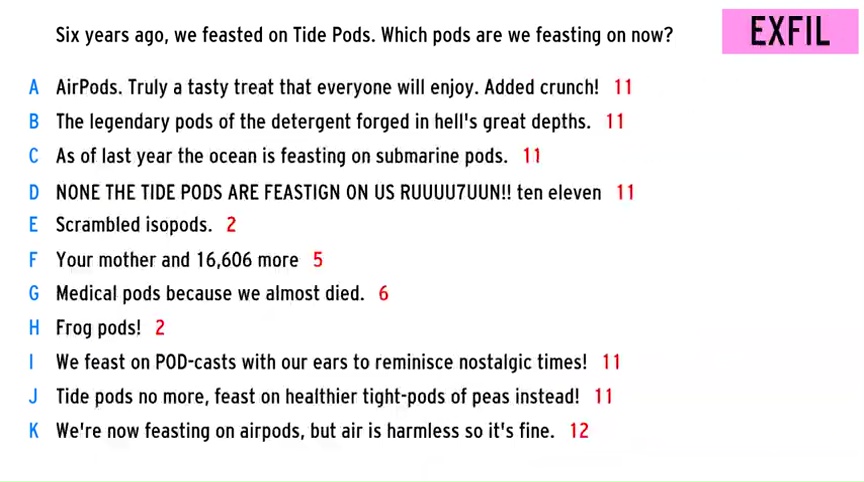 Six years ago, we feasted on Tide Pods. Which pods are we feasting on now?
EXFIL
A AirPods. Truly a tasty treat that everyone will enjoy. Added crunch! 11
B The legendary pods of the detergent forged in hell's great depths. 11
C As of last year the ocean is feasting on submarine pods. 11
D NONE THE TIDE PODS ARE FEASTIGN ON US RUUUU7UUN!! ten eleven 11
E Scrambled isopods. 2
F Your mother and 16,606 more 5
G Medical pods because we almost died. 6
H Frog pods! 2
I We feast on POD-casts with our ears to reminisce nostalgic times! 11
J Tide pods no more, feast on healthier tight-pods of peas instead! 11
K We're now feasting on airpods, but air is harmless so it's fine. 12